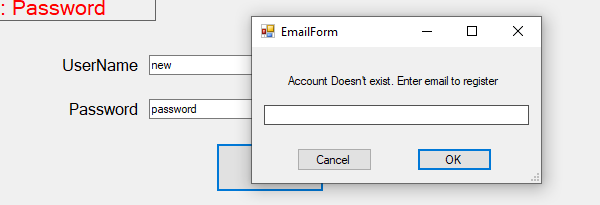 : Password
EmailForm
UserName new
Account Doesn't exist. Enter email to register
Password password
Cancel OK